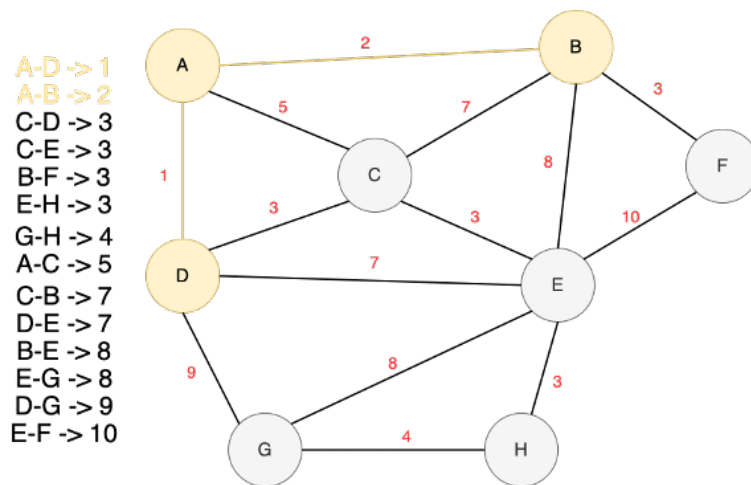 A-D -> 1
A-B -> 2
C-D -> 3
C-E -> 3
B-F -> 3
E-H -> 3
G-H -> 4
A-C -> 5
C-B -> 7
D-E -> 7
B-E -> 8
E-G -> 8
D-G -> 9
E-F -> 10
A
2
B
5
7
3
1
C
8
F
3
3
10
D
7
E
9
8
3
G
4
H